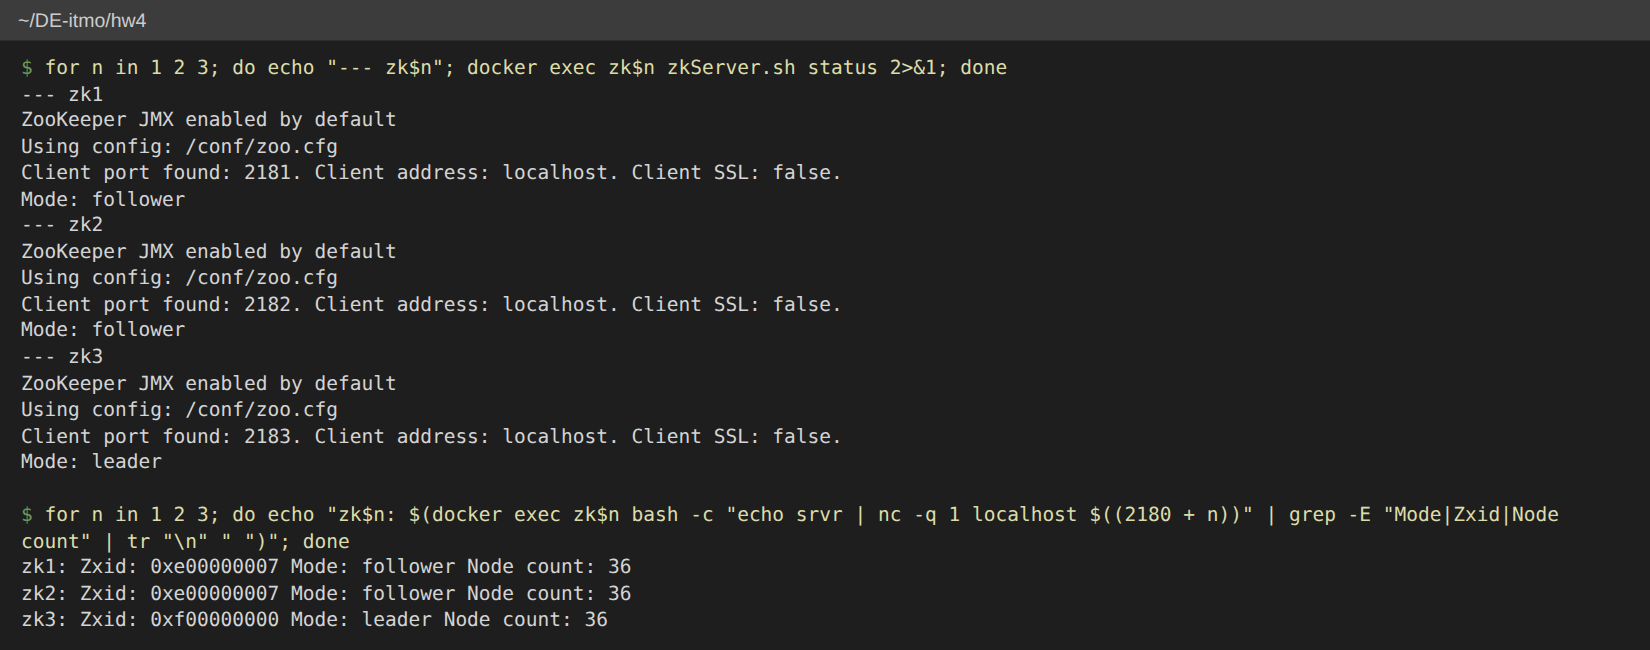 ~/DE-itmo/hw4
$ for n in 1 2 3; do echo "--- zk$n"; docker exec zk$n zkServer.sh status 2>&1; done
--- zk1
ZooKeeper JMX enabled by default
Using config: /conf/zoo.cfg
Client port found: 2181. Client address: localhost. Client SSL: false.
Mode: follower
--- zk2
ZooKeeper JMX enabled by default
Using config: /conf/zoo.cfg
Client port found: 2182. Client address: localhost. Client SSL: false.
Mode: follower
--- zk3
ZooKeeper JMX enabled by default
Using config: /conf/zoo.cfg
Client port found: 2183. Client address: localhost. Client SSL: false.
Mode: leader
$ for n in 1 2 3; do echo "zk$n: $(docker exec zk$n bash -c "echo srvr | nc -q 1 localhost $((2180 + n))" | grep -E "Mode|Zxid|Node
count" | tr "\n" " ")"; done
zk1: Zxid: 0xe00000007 Mode: follower Node count: 36
zk2: Zxid: 0xe00000007 Mode: follower Node count: 36
zk3: Zxid: 0xf00000000 Mode: leader Node count: 36